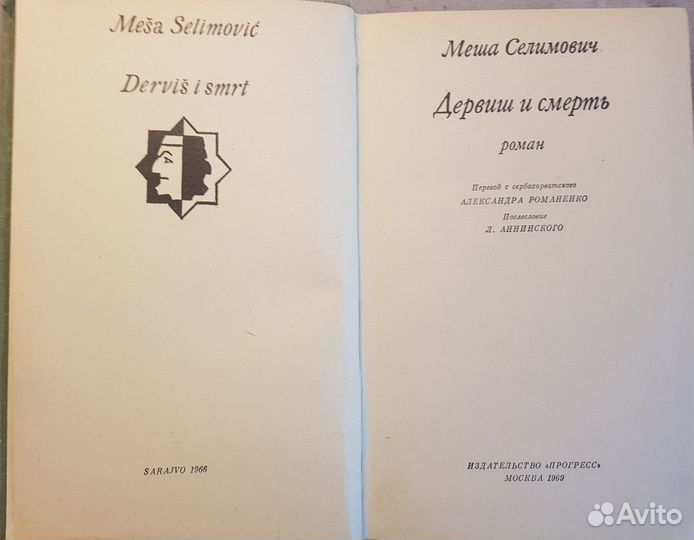 Meša Selimović
Derviš i smrt
SARAJVO 1966
Меша Селимович
Дервиш и смерть
роман
Перевод с сербохорватского
АЛЕКСАНДРА РОМАНЕНКО
Послесловие
Л. АННИНСКОГО
ИЗДАТЕЛЬСТВО «ПРОГРЕСС»
МОСКВА 1969
Avito